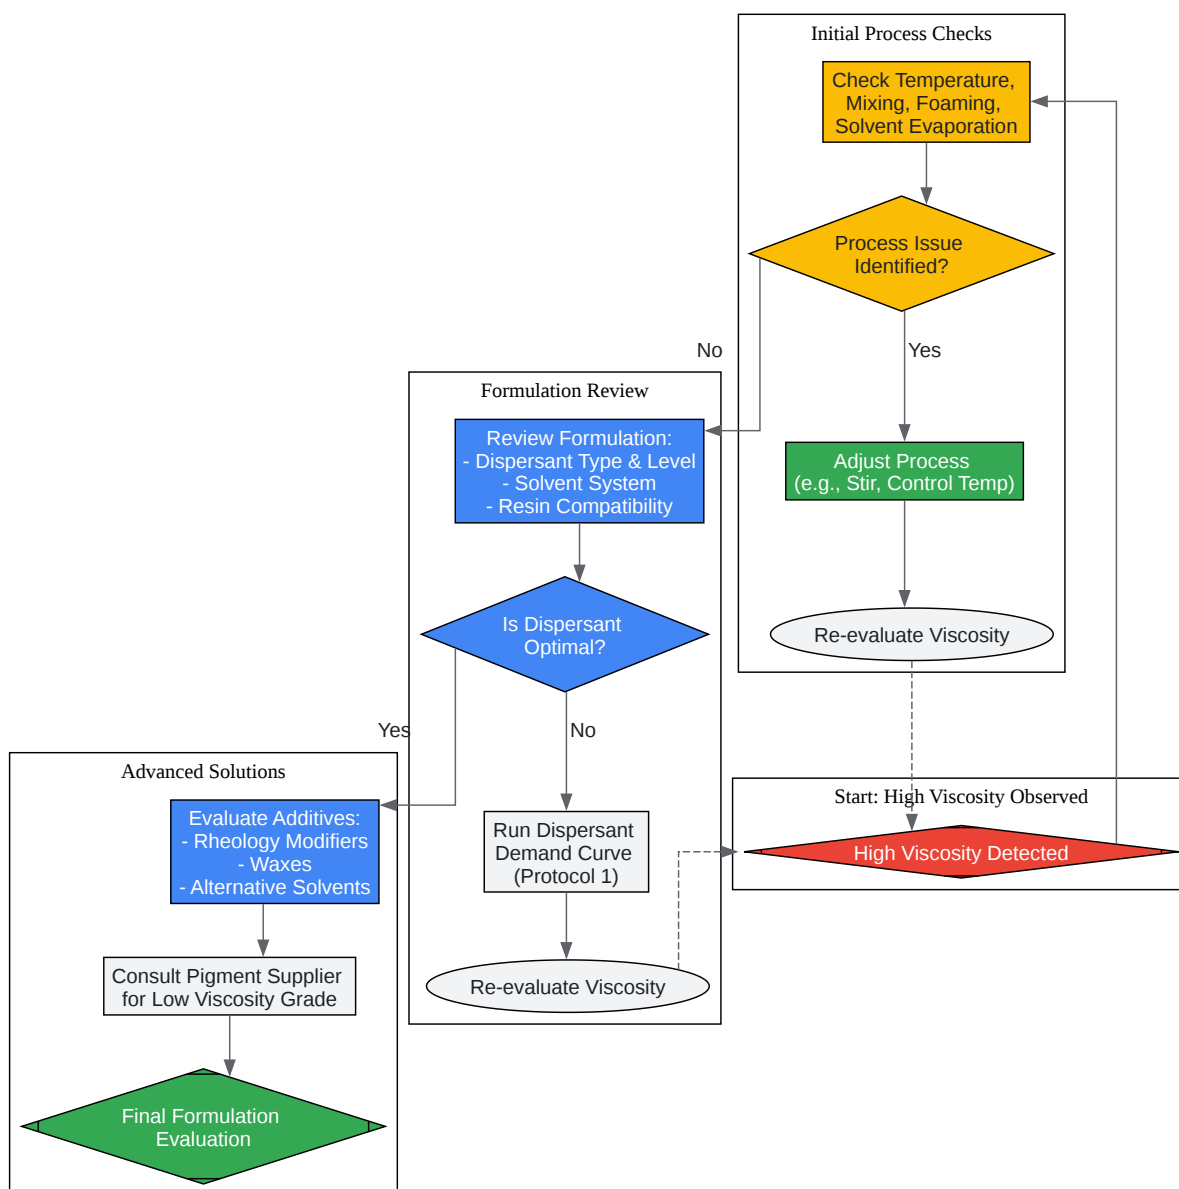 Initial Process Checks
Check Temperature,
Mixing, Foaming,
Solvent Evaporation
Process Issue
Identified?
No
Yes
Adjust Process
(e.g., Stir, Control Temp)
Re-evaluate Viscosity
Formulation Review
Review Formulation:
- Dispersant Type & Level
- Solvent System
- Resin Compatibility
Is Dispersant
Optimal?
Yes
No
Run Dispersant
Demand Curve
(Protocol 1)
Re-evaluate Viscosity
Start: High Viscosity Observed
High Viscosity Detected
Advanced Solutions
Evaluate Additives:
- Rheology Modifiers
- Waxes
- Alternative Solvents
Consult Pigment Supplier
for Low Viscosity Grade
Final Formulation
Evaluation